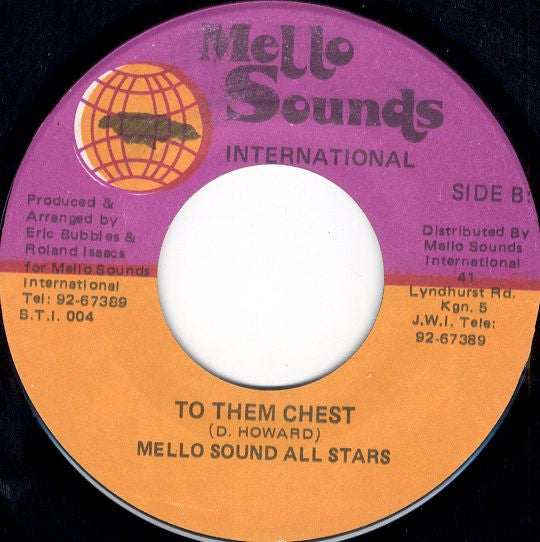 Mello
Sounds
INTERNATIONAL
SIDE B:
Produced &
Arranged by
Eric Bubbles &
Roland Isaacs
for Mello Sounds
International
Tel: 92-67389
B.T.I. 004
Distributed By
Mello Sounds
International
41
Lyndhurst Rd.
Kgn. 5
J.W.I. Tele:
92-67389
TO THEM CHEST
(D. HOWARD)
MELLO SOUND ALL STARS